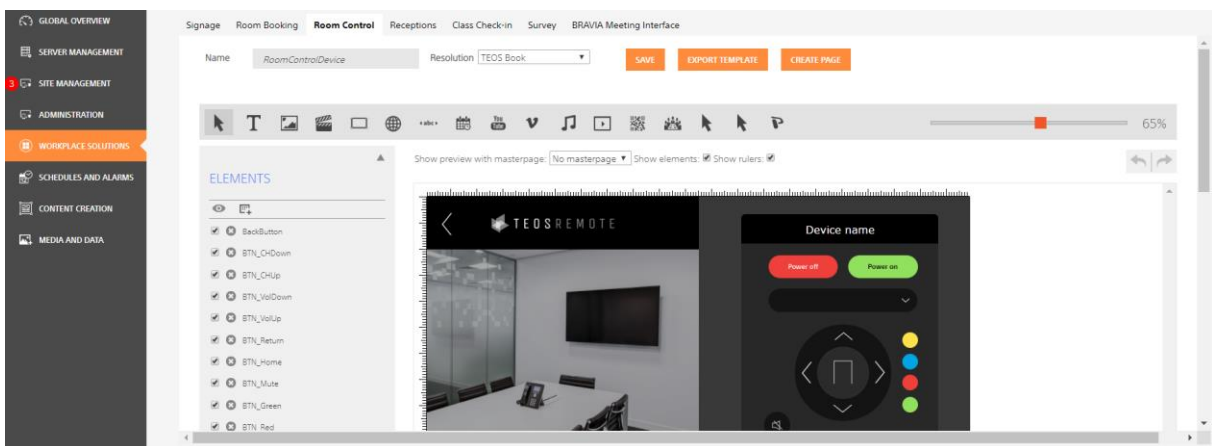 GLOBAL OVERVIEW
SERVER MANAGEMENT
3 SITE MANAGEMENT
ADMINISTRATION
WORKPLACE SOLUTIONS
SCHEDULES AND ALARMS
CONTENT CREATION
MEDIA AND DATA
Signage Room Booking Room Control Receptions Class Check-in Survey BRAVIA Meeting Interface
Name RoomControlDevice Resolution TEOS Book SAVE EXPORT TEMPLATE CREATE PAGE
T <abc> You Tube 65%
Show preview with masterpage: No masterpage Show elements: Show rulers:
ELEMENTS
BackButton
BTN_CHDown
BTN_CHUp
BTN_VolDown
BTN_VolUp
BTN_Return
BTN_Home
BTN_Mute
BTN_Green
BTN_Red
TEOSREMOTE
Device name
Power off Power on